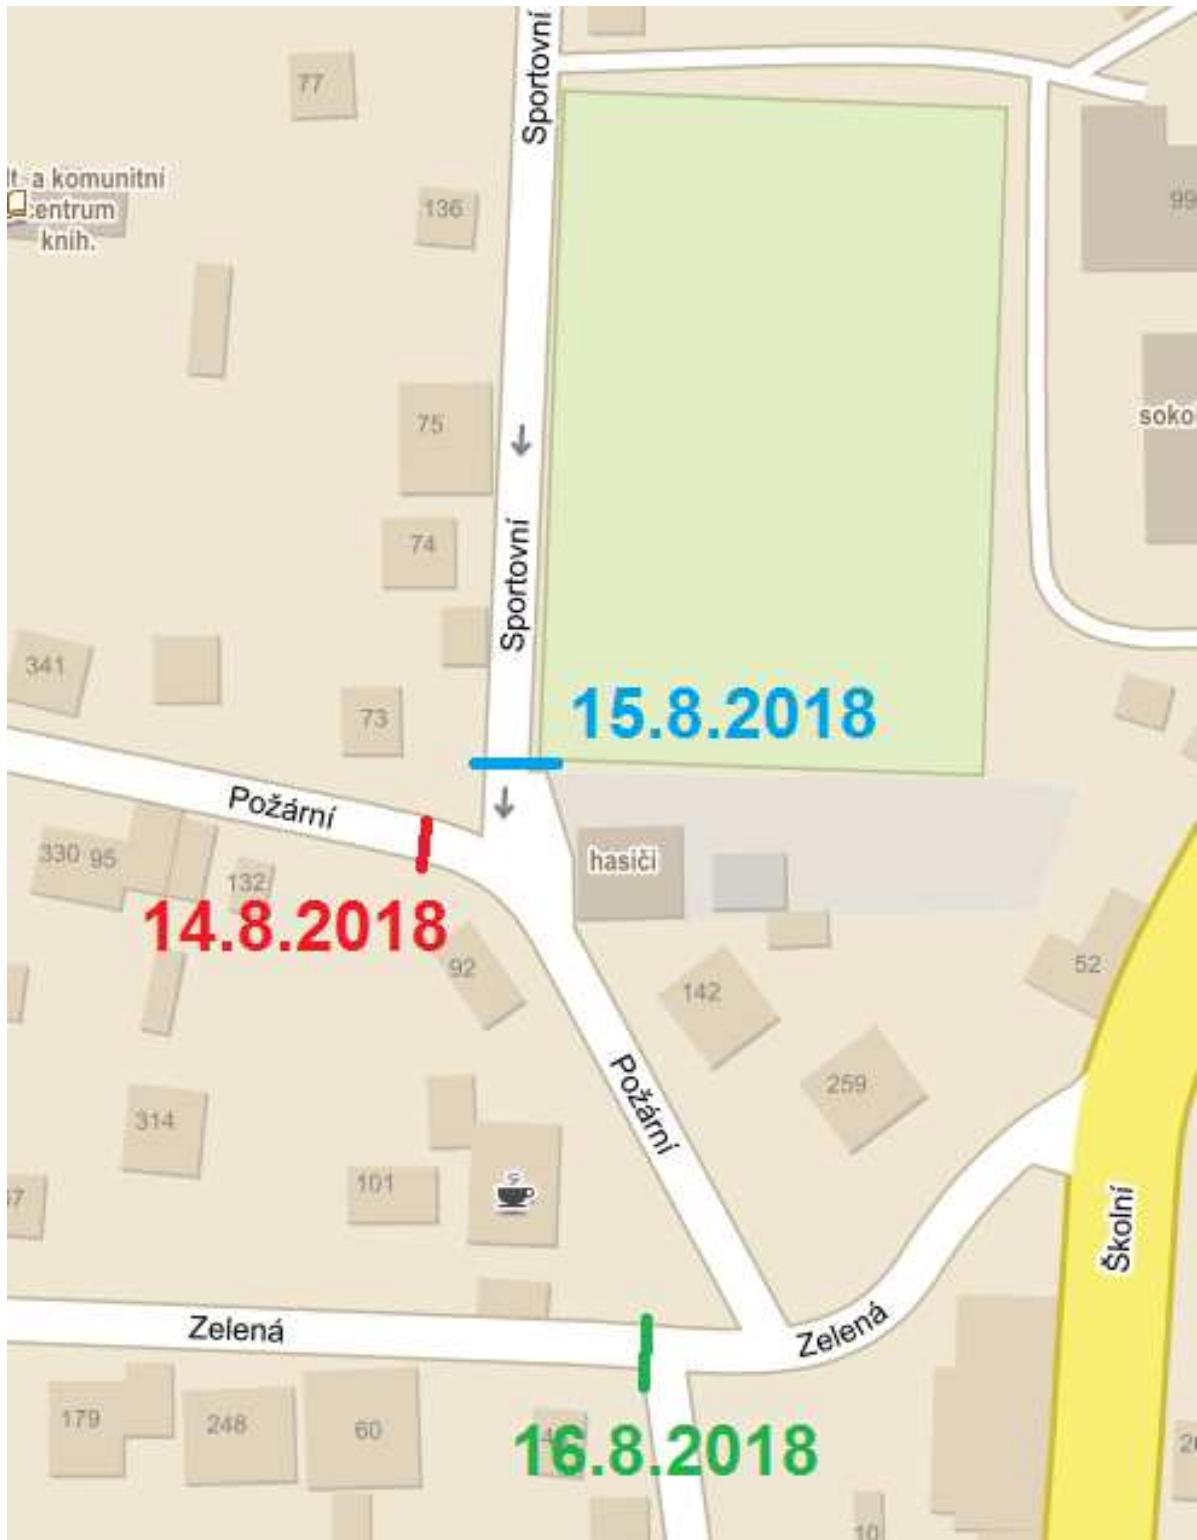 Sportovní
77
lt. a komunitní
centrum
knih.
136
99
75
soko
74
Sportovní
341
73
15.8.2018
Požární
330 95
132
hasiči
14.8.2018
92
142
52
259
Požární
314
101
57
Školní
Zelená
Zelená
179
248
60
16.8.2018
10